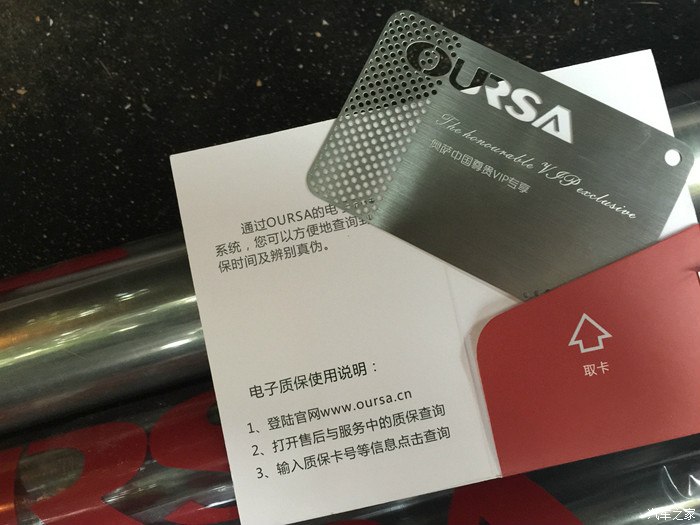 OURSA
The honourable VIP exclusive
奥萨中国尊贵VIP专享
通过OURSA的电
系统，您可以方便地查询到
保时间及辨别真伪。
取卡
电子质保使用说明：
1、登陆官网www.oursa.cn
2、打开售后与服务中的质保查询
3、输入质保卡号等信息点击查询
汽车之家